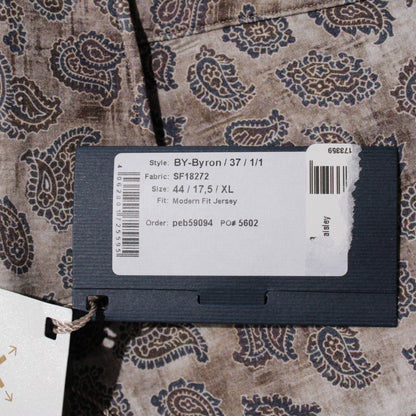 Style: BY-Byron / 37 / 1/1
Fabric: SF18272
Size: 44 / 17,5 / XL
Fit: Modern Fit Jersey
Order: peb59094 PO# 5602
173359
aisley